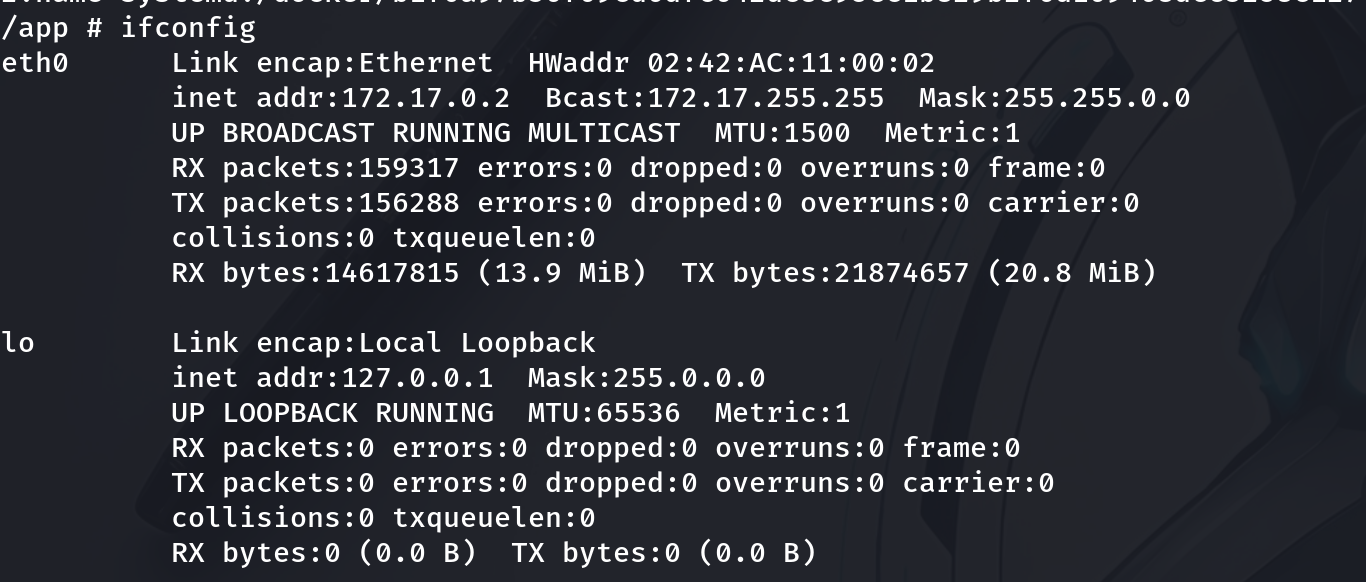 /app # ifconfig
eth0      Link encap:Ethernet  HWaddr 02:42:AC:11:00:02
          inet addr:172.17.0.2  Bcast:172.17.255.255  Mask:255.255.0.0
          UP BROADCAST RUNNING MULTICAST  MTU:1500  Metric:1
          RX packets:159317 errors:0 dropped:0 overruns:0 frame:0
          TX packets:156288 errors:0 dropped:0 overruns:0 carrier:0
          collisions:0 txqueuelen:0
          RX bytes:14617815 (13.9 MiB)  TX bytes:21874657 (20.8 MiB)

lo        Link encap:Local Loopback
          inet addr:127.0.0.1  Mask:255.0.0.0
          UP LOOPBACK RUNNING  MTU:65536  Metric:1
          RX packets:0 errors:0 dropped:0 overruns:0 frame:0
          TX packets:0 errors:0 dropped:0 overruns:0 carrier:0
          collisions:0 txqueuelen:0
          RX bytes:0 (0.0 B)  TX bytes:0 (0.0 B)